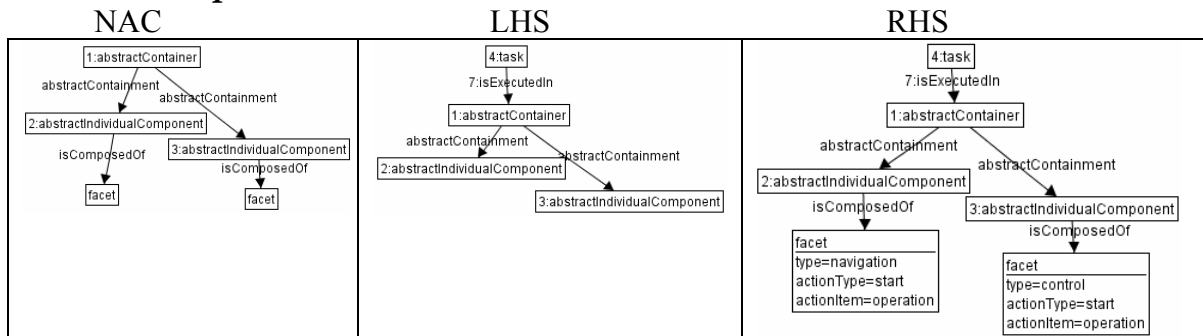 NAC LHS RHS
1:abstractContainer
abstractContainment
abstractContainment
2:abstractIndividualComponent
isComposedOf
3:abstractIndividualComponent
isComposedOf
facet
facet
4:task
7:isExecutedIn
1:abstractContainer
abstractContainment
abstractContainment
2:abstractIndividualComponent
3:abstractIndividualComponent
4:task
7:isExecutedIn
1:abstractContainer
abstractContainment
abstractContainment
2:abstractIndividualComponent
isComposedOf
3:abstractIndividualComponent
isComposedOf
facet
type=navigation
actionType=start
actionItem=operation
facet
type=control
actionType=start
actionItem=operation